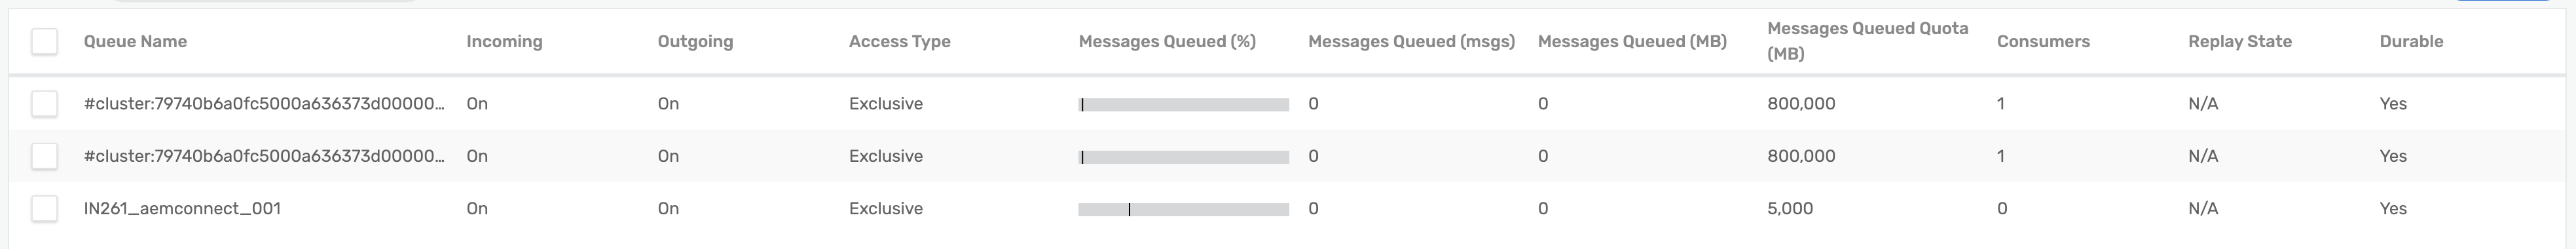 Queue Name Incoming Outgoing Access Type Messages Queued (%) Messages Queued (msgs) Messages Queued (MB) Messages Queued Quota (MB) Consumers Replay State Durable
#cluster:79740b6a0fc5000a636373d00000... On On Exclusive 0 0 800,000 1 N/A Yes
#cluster:79740b6a0fc5000a636373d00000... On On Exclusive 0 0 800,000 1 N/A Yes
IN261_aemconnect_001 On On Exclusive 0 0 5,000 0 N/A Yes